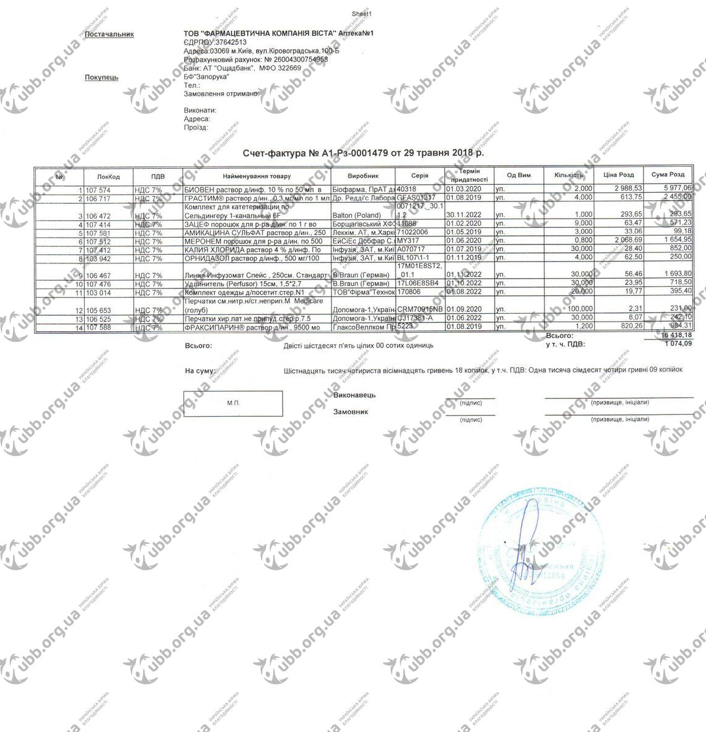 Sheet1
Постачальник
ТОВ "ФАРМАЦЕВТИЧНА КОМПАНІЯ ВІСТА" Аптека№1
ЄДРПОУ 37642513
Адреса 03069 м.Київ, вул.Кіровоградська,100-Б
Розрахунковий рахунок: № 26004300754968
Банк: АТ "Ощадбанк", МФО 322669
Покупець
БФ"Запорука"
Тел.:
Замовлення отримано:
Виконати:
Адреса:
Проїзд:
Счет-фактура № А1-Рз-0001479 от 29 травня 2018 р.
№ ЛокКод ПДВ Найменування товару Виробник Серія Термін придатності Од Вим Кількість Ціна Розд Сума Розд
1 107 574 НДС 7% БИОВЕН раствор д/инф. 10 % по 50 мл в Біофарма, ПрАТ 40318 01.03.2020 уп. 2,000 2 988,53 5 977,06
2 106 717 НДС 7% ГРАСТИМ® раствор д/ин., 0,3 мг/мл по 1 мл Др. Редді'с Лабора 01.08.2019 уп. 4,000 613,75 2 455,00
3 106 472 НДС 7% Комплект для катетеризации по Сельдингеру 1-канальный 6F Balton (Poland) 30.11.2022 уп. 1,000 293,65 293,65
4 107 414 НДС 7% ЗАЦЕФ порошок для р-ра д/ин. по 1 г во Борщагівський ХФЗ 01.02.2020 уп. 9,000 63,47 571,23
5 107 581 НДС 7% АМИКАЦИНА СУЛЬФАТ раствор д/ин., 250 Лекхім. АТ, м.Харк 71022006 01.05.2019 уп. 3,000 33,06 99,18
6 107 512 НДС 7% МЕРОНЕМ порошок для р-ра д/ин. по 500 ЕйСіЕс Добфар С. MY317 01.06.2020 уп. 0,800 2 068,69 1 654,95
7 107 412 НДС 7% КАЛИЯ ХЛОРИДА раствор 4 % д/инф. По Інфузія, ЗАТ, м.Киї A070717 01.07.2019 уп. 30,000 28,40 852,00
8 103 942 НДС 7% ОРНИДАЗОЛ раствор д/инф., 500 мг/100 Інфузія, ЗАТ, м.Киї BL107\1-1 01.11.2019 уп. 4,000 62,50 250,00
9 106 467 НДС 7% Линия Инфузомат Спейс , 250см. Стандарт B.Braun (Герман) 17M01E8ST2, .01.1 01.11.2022 уп. 30,000 56,46 1 693,80
10 107 476 НДС 7% Удлинитель (Perfusor) 15см, 1,5*2,7 B.Braun (Герман) 17L06E8SB4 01.10.2022 уп. 30,000 23,95 718,50
11 103 014 НДС 7% Комплект одежды д/посетит.стер.N1 ТОВ"Фірма"Технок 170806 01.08.2022 уп. 20,000 19,77 395,40
12 105 653 НДС 7% Перчатки см.нитр.н/ст.неприп.M Medicare (голуб) Допомога-1,Україн CRM70916NB 01.09.2020 уп. 100,000 2,31 231,00
13 106 525 НДС 7% Перчатки хир.лат.не припуд.стер.р.7.5 Допомога-1,Україн 01.06.2022 уп. 30,000 8,07 242,10
14 107 588 НДС 7% ФРАКСИПАРИН® раствор д/ин., 9500 мо ГлаксоВеллком Пр 5223 01.08.2019 уп. 1,200 820,26 984,31
Всього: 16 418,18
Всього: Двісті шістдесят п'ять цілих 00 сотих одиниць у т. ч. ПДВ: 1 074,09
На суму: Шістнадцять тисяч чотириста вісімнадцять гривень 18 копійок, у т.ч. ПДВ: Одна тисяча сімдесят чотири гривні 09 копійок
М.П.
Виконавець
(підпис) (призвище, ініціали)
Замовник
(підпис) (призвище, ініціали)
ubb.org.ua
українська біржа благодійності